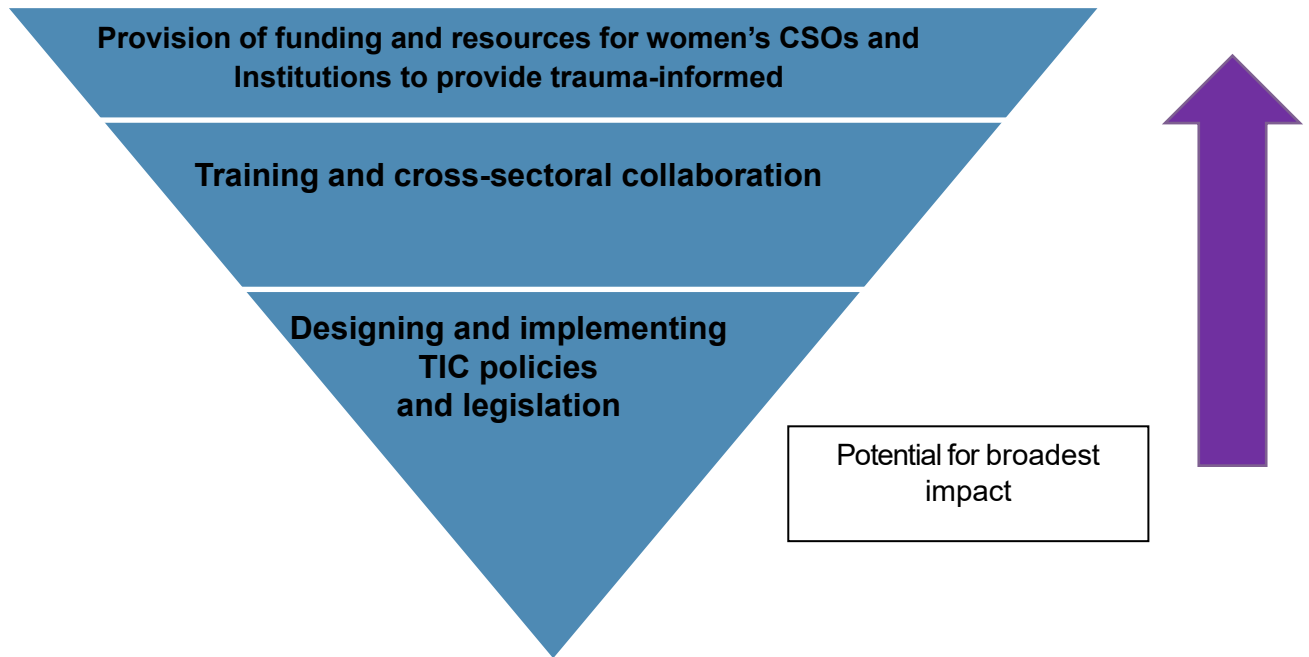 Provision of funding and resources for women’s CSOs and
Institutions to provide trauma-informed
Training and cross-sectoral collaboration
Designing and implementing
TIC policies
and legislation
Potential for broadest
impact